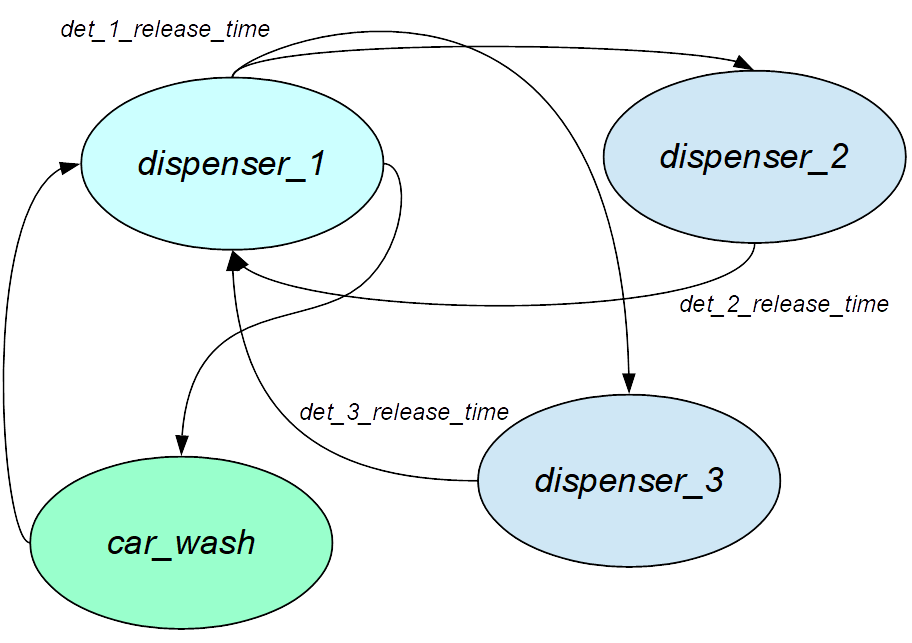 det_1_release_time
dispenser_1
dispenser_2
det_2_release_time
det_3_release_time
dispenser_3
car_wash